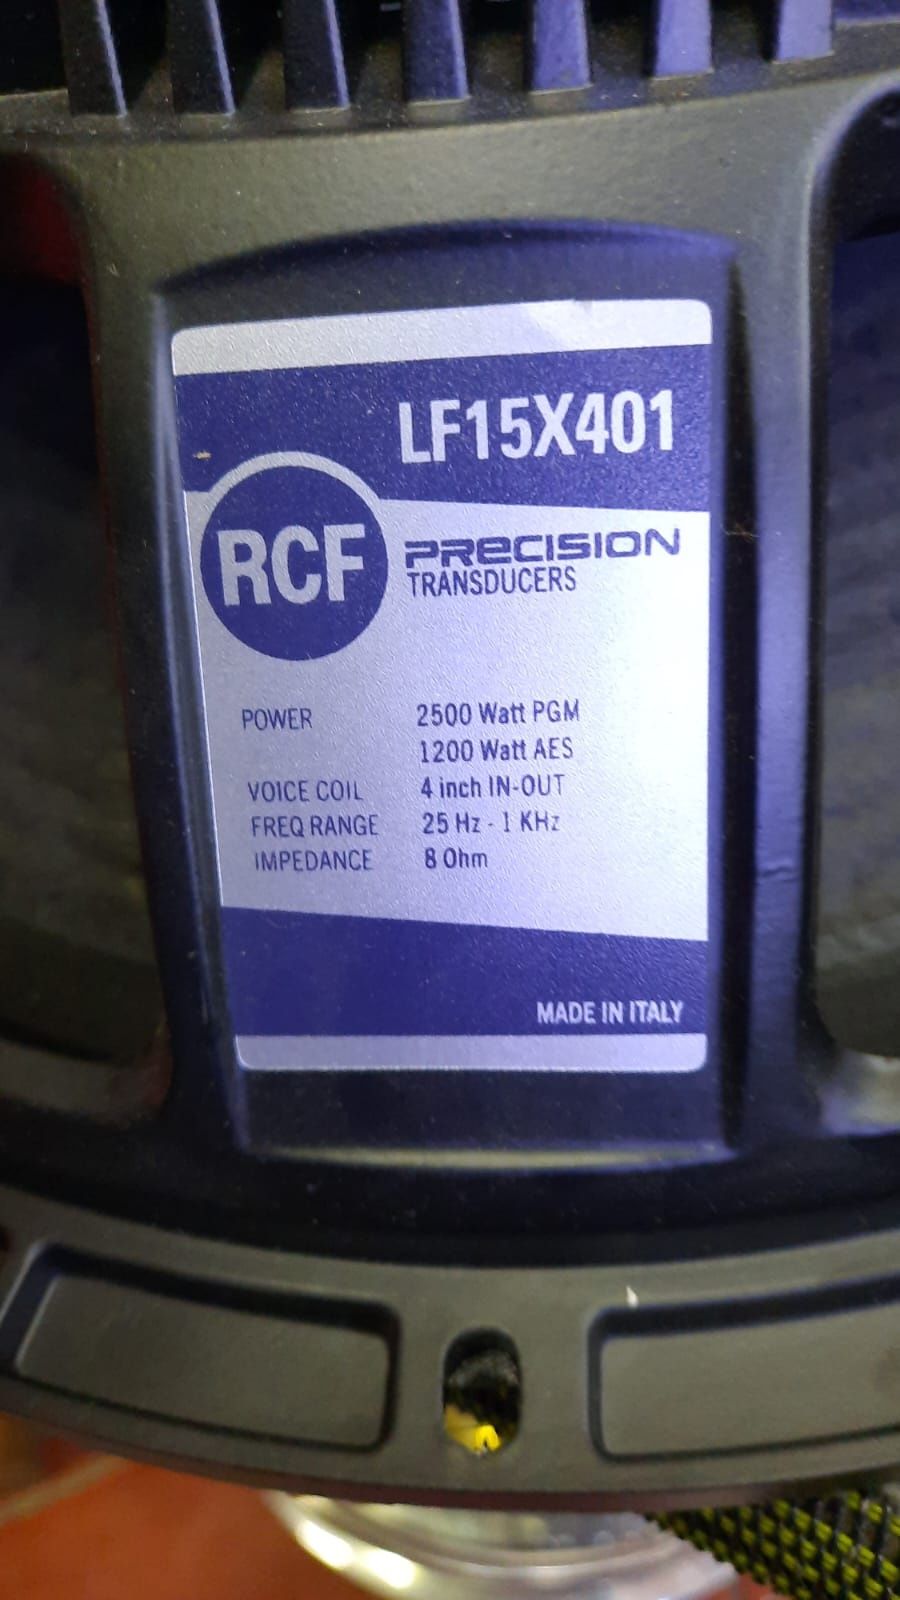 LF15X401
RCF
PRECISION
TRANSDUCERS
POWER 2500 Watt PGM
1200 Watt AES
VOICE COIL 4 inch IN-OUT
FREQ RANGE 25 Hz - 1 KHz
IMPEDANCE 8 Ohm
MADE IN ITALY